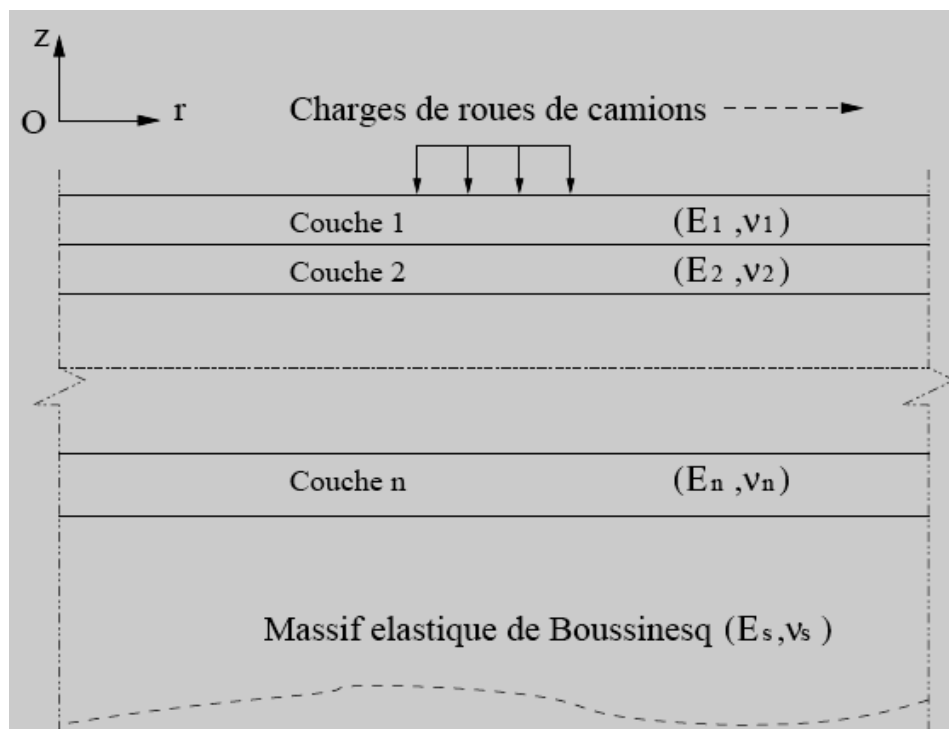 z
O
r
Charges de roues de camions
Couche 1 (E₁,ν₁)
Couche 2 (E₂,ν₂)
Couche n (Eₙ,νₙ)
Massif elastique de Boussinesq (Eₛ,νₛ)